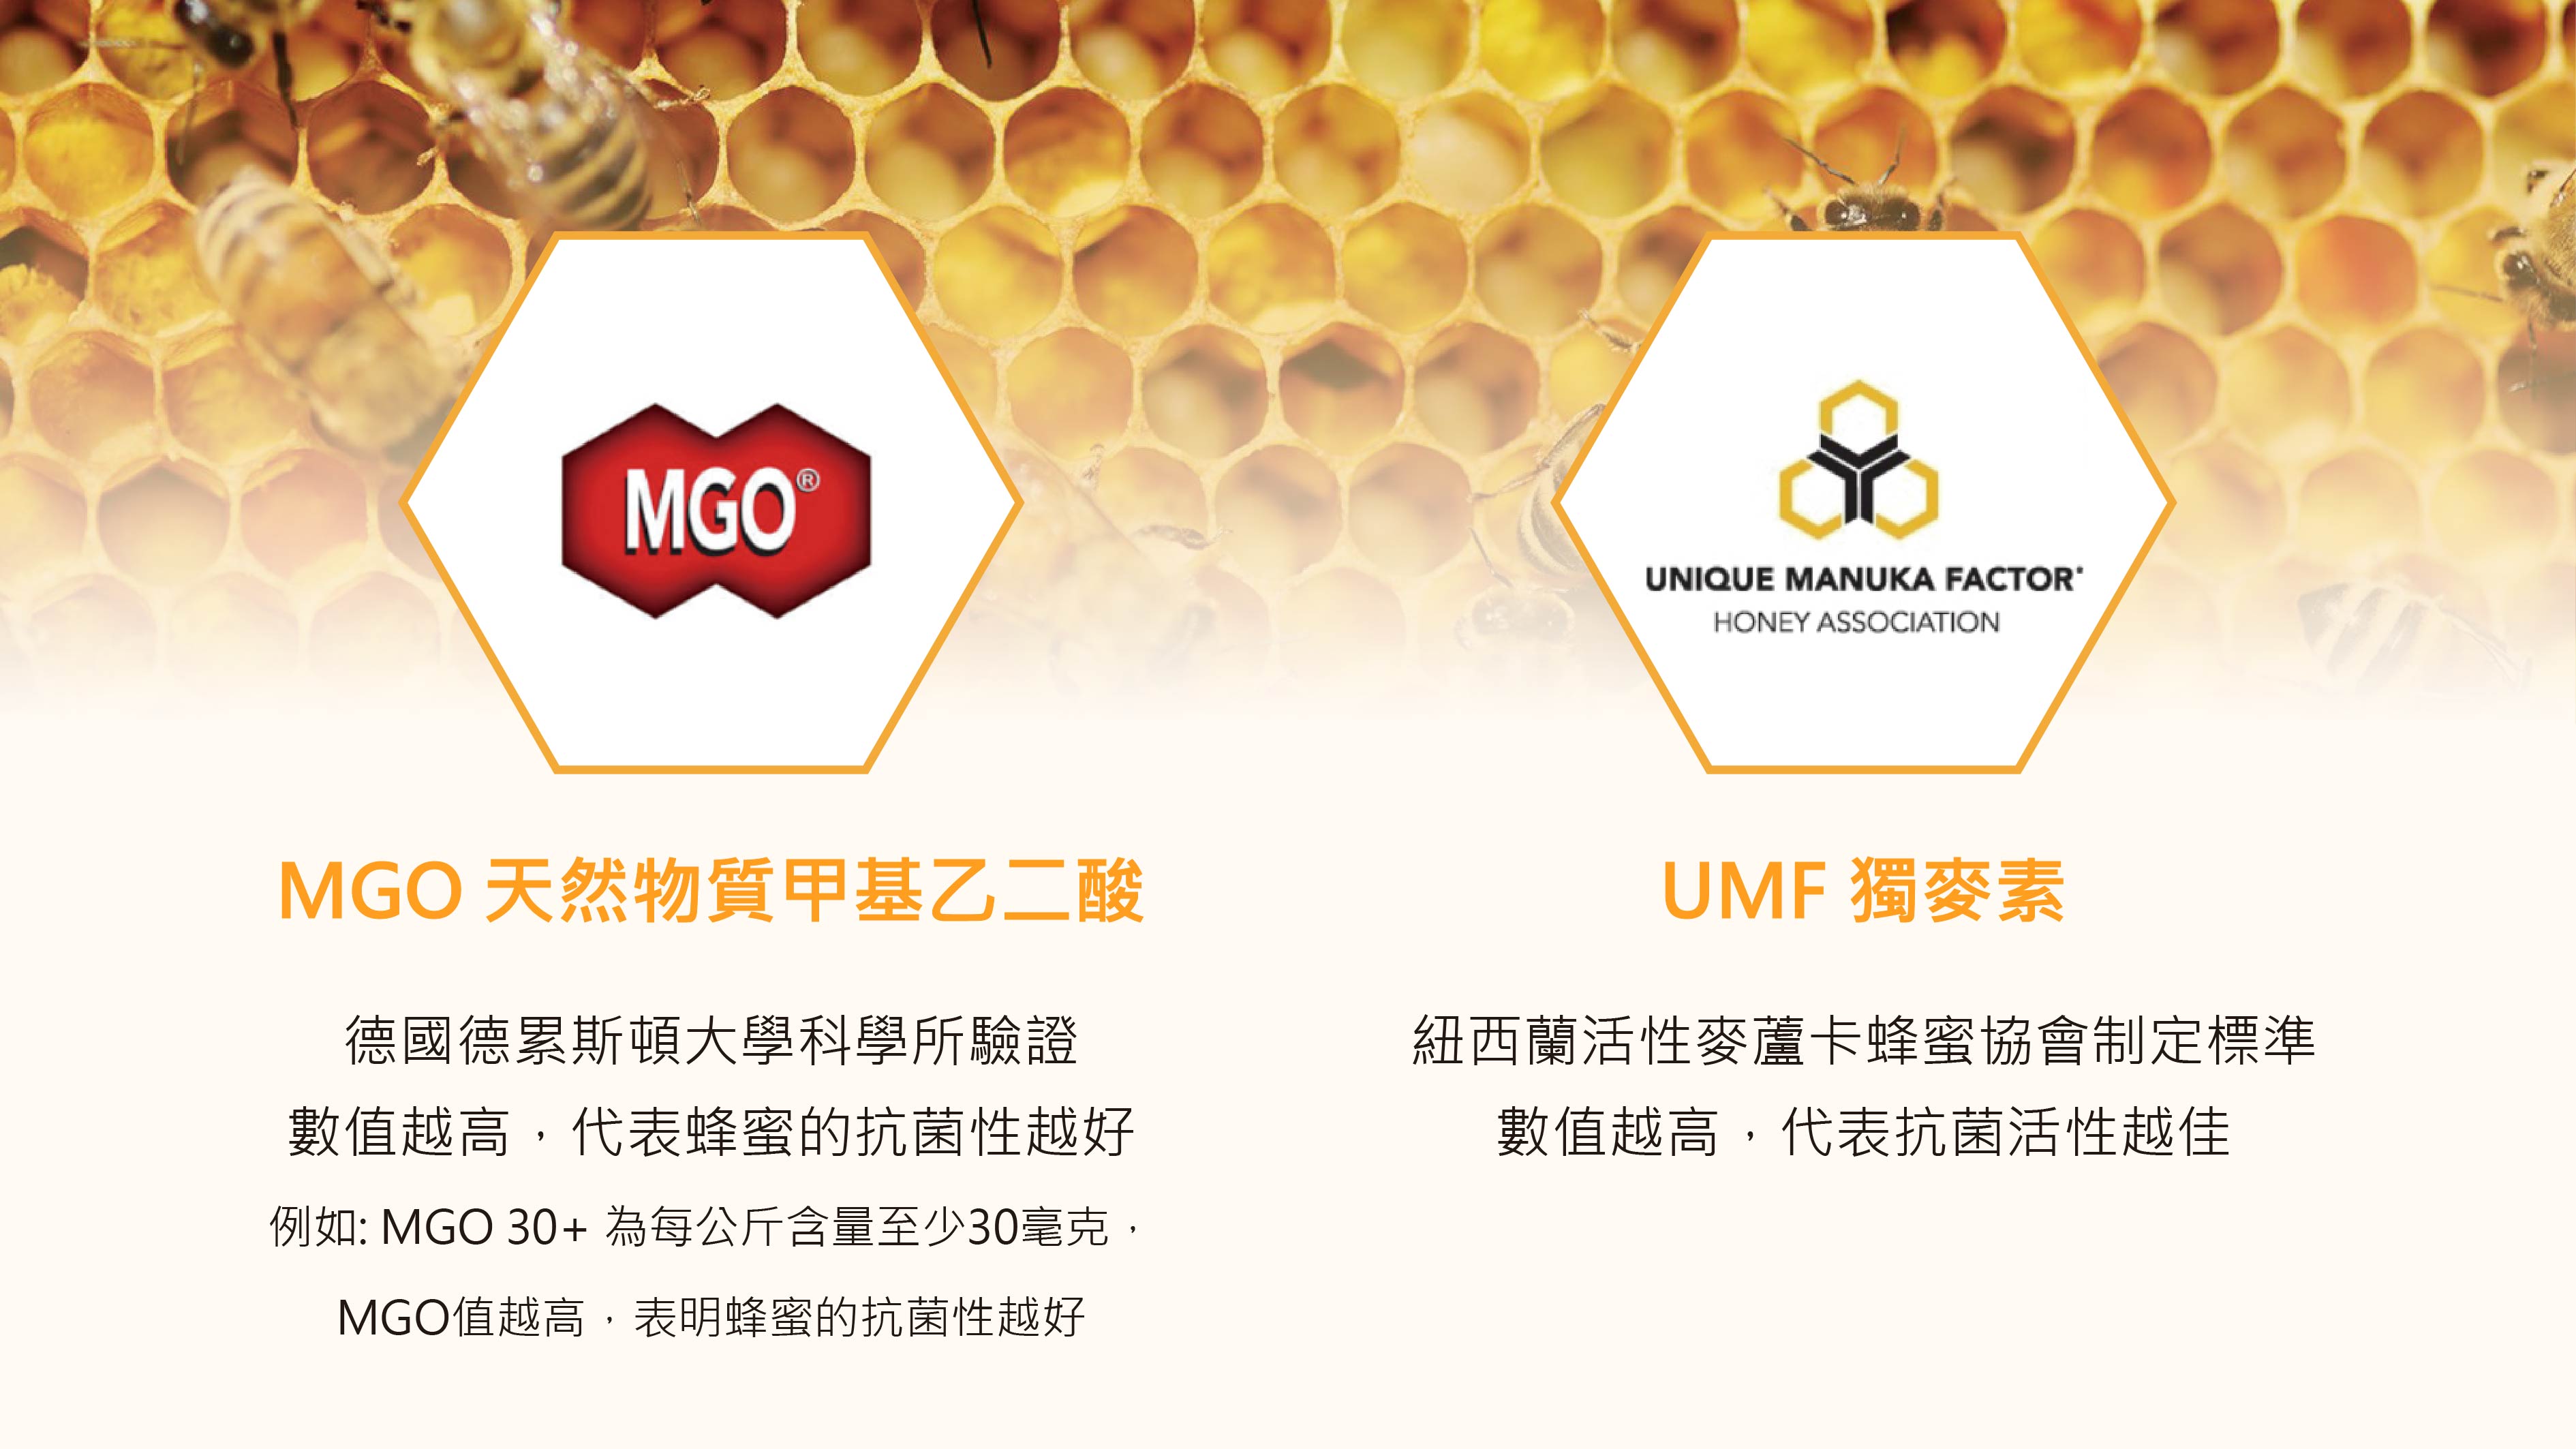 MGO®
UNIQUE MANUKA FACTOR®
HONEY ASSOCIATION
MGO 天然物質甲基乙二酸
德國德累斯頓大學科學所驗證
數值越高，代表蜂蜜的抗菌性越好
例如: MGO 30+ 為每公斤含量至少30毫克，
MGO值越高，表明蜂蜜的抗菌性越好
UMF 獨麥素
紐西蘭活性麥蘆卡蜂蜜協會制定標準
數值越高，代表抗菌活性越佳